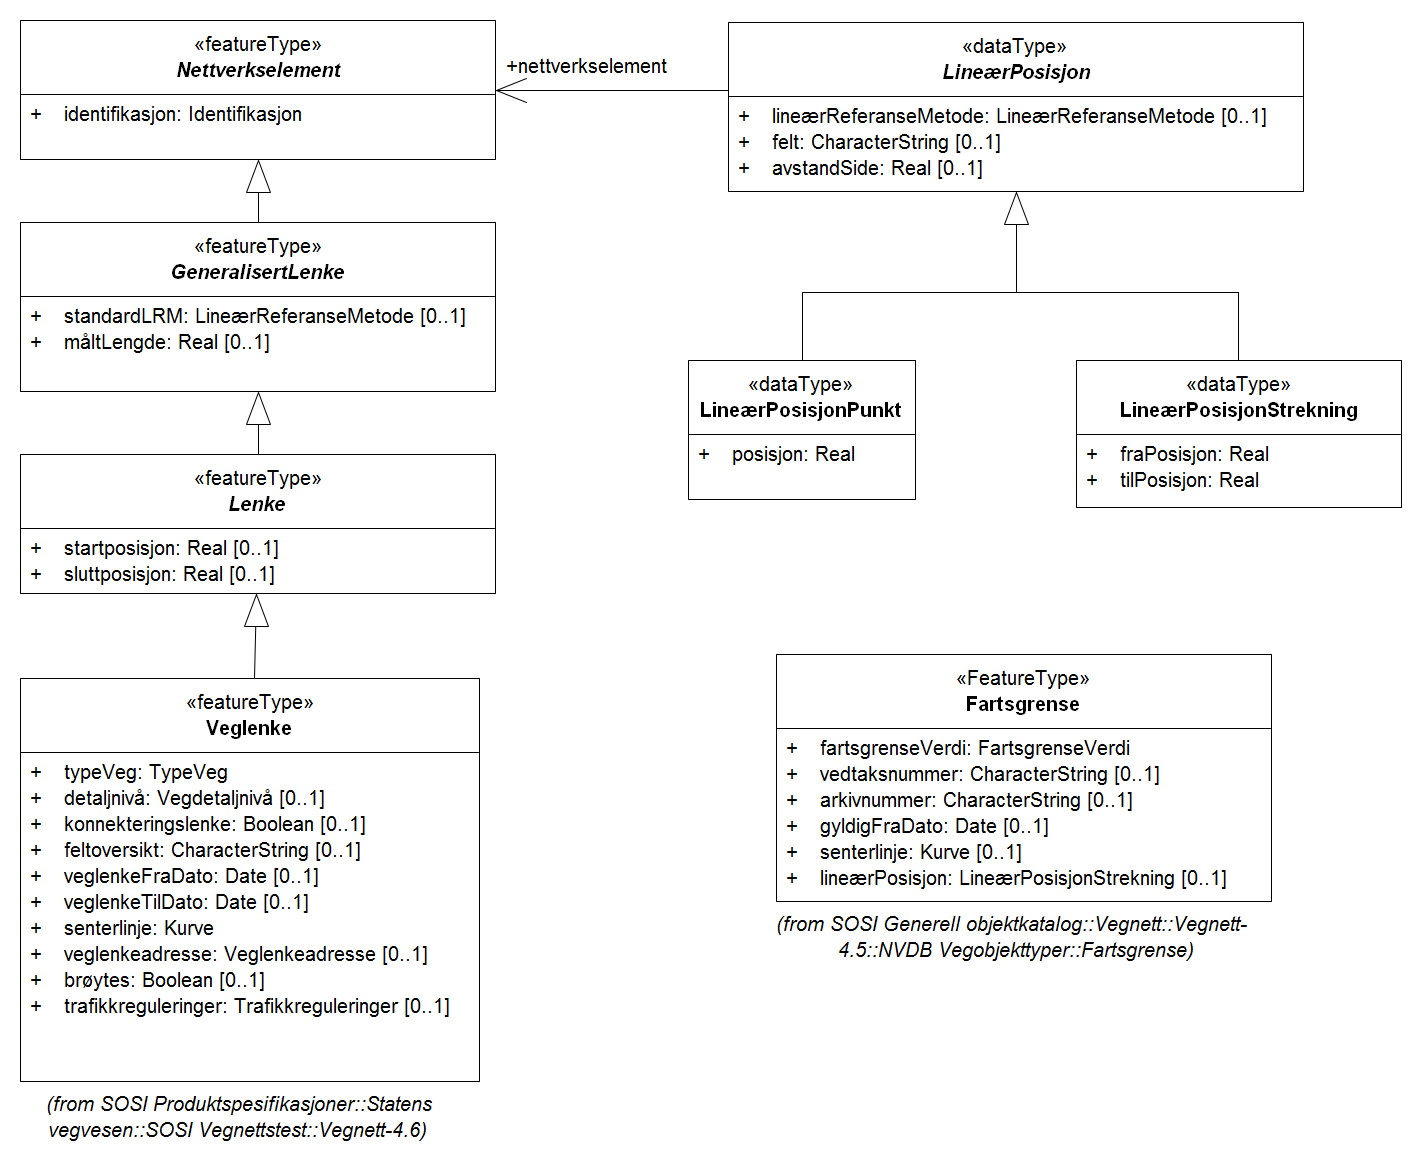 «featureType»
Nettverkselement
+ identifikasjon: Identifikasjon
+nettverkselement
«dataType»
LineærPosisjon
+ lineærReferanseMetode: LineærReferanseMetode [0..1]
+ felt: CharacterString [0..1]
+ avstandSide: Real [0..1]
«featureType»
GeneralisertLenke
+ standardLRM: LineærReferanseMetode [0..1]
+ måltLengde: Real [0..1]
«dataType»
LineærPosisjonPunkt
+ posisjon: Real
«dataType»
LineærPosisjonStrekning
+ fraPosisjon: Real
+ tilPosisjon: Real
«featureType»
Lenke
+ startposisjon: Real [0..1]
+ sluttposisjon: Real [0..1]
«featureType»
Veglenke
+ typeVeg: TypeVeg
+ detaljnivå: Vegdetaljnivå [0..1]
+ konnekteringslenke: Boolean [0..1]
+ feltoversikt: CharacterString [0..1]
+ veglenkeFraDato: Date [0..1]
+ veglenkeTilDato: Date [0..1]
+ senterlinje: Kurve
+ veglenkeadresse: Veglenkeadresse [0..1]
+ brøytes: Boolean [0..1]
+ trafikkreguleringer: Trafikkreguleringer [0..1]
(from SOSI Produktspesifikasjoner::Statens
vegvesen::SOSI Vegnettstest::Vegnett-4.6)
«FeatureType»
Fartsgrense
+ fartsgrenseVerdi: FartsgrenseVerdi
+ vedtaksnummer: CharacterString [0..1]
+ arkivnummer: CharacterString [0..1]
+ gyldigFraDato: Date [0..1]
+ senterlinje: Kurve [0..1]
+ lineærPosisjon: LineærPosisjonStrekning [0..1]
(from SOSI Generell objektkatalog::Vegnett::Vegnett-
4.5::NVDB Vegobjekttyper::Fartsgrense)